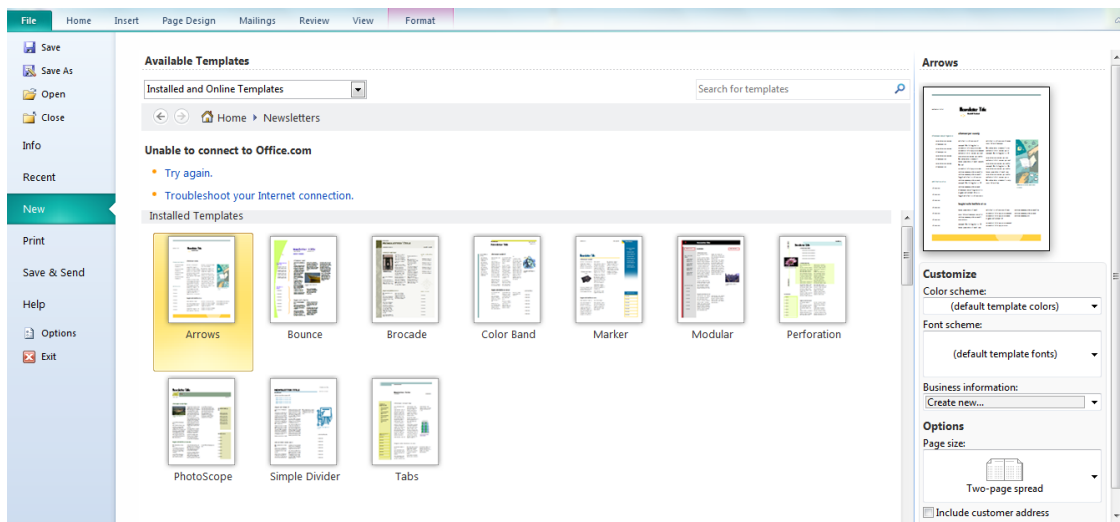 File Home Insert Page Design Mailings Review View Format
Save
Save As
Open
Close
Info
Recent
New
Print
Save & Send
Help
Options
Exit
Available Templates
Installed and Online Templates
Search for templates
Home Newsletters
Unable to connect to Office.com
Try again.
Troubleshoot your Internet connection.
Installed Templates
Arrows Bounce Brocade Color Band Marker Modular Perforation
PhotoScope Simple Divider Tabs
Arrows
Newsletter Title
Customize
Color scheme:
(default template colors)
Font scheme:
(default template fonts)
Business information:
Create new...
Options
Page size:
Two-page spread
Include customer address